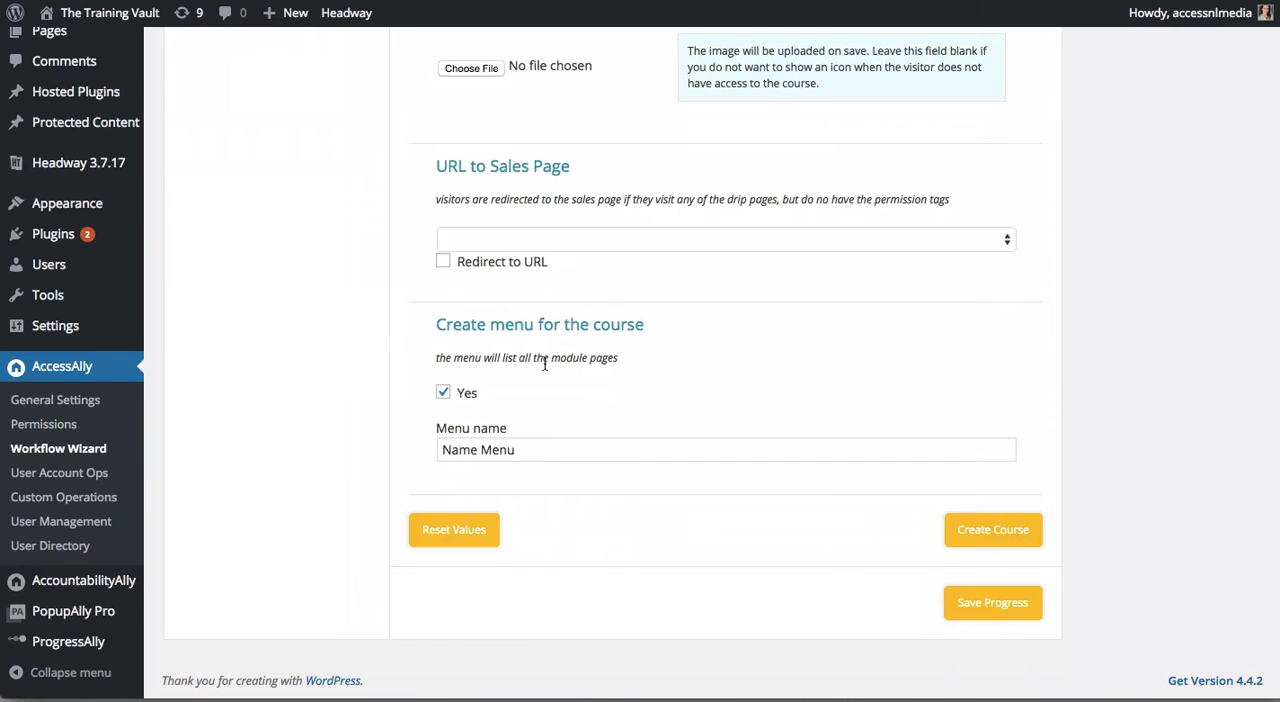 The Training Vault 9 0 New Headway Howdy, accessnlmedia
Pages
Comments
Hosted Plugins
Protected Content
Headway 3.7.17
Appearance
Plugins 2
Users
Tools
Settings
AccessAlly
General Settings
Permissions
Workflow Wizard
User Account Ops
Custom Operations
User Management
User Directory
AccountabilityAlly
PA PopupAlly Pro
ProgressAlly
Collapse menu
Choose File No file chosen
The image will be uploaded on save. Leave this field blank if
you do not want to show an icon when the visitor does not
have access to the course.
URL to Sales Page
visitors are redirected to the sales page if they visit any of the drip pages, but do no have the permission tags
Redirect to URL
Create menu for the course
the menu will list all the module pages
Yes
Menu name
Name Menu
Reset Values Create Course
Save Progress
Thank you for creating with WordPress. Get Version 4.4.2